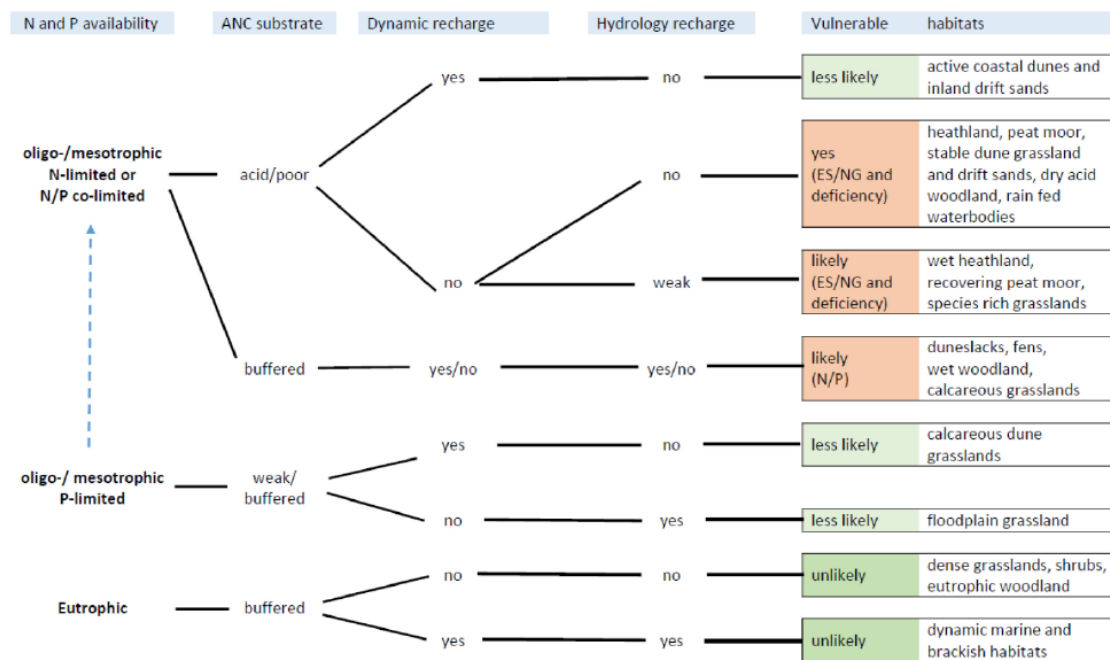 N and P availability
ANC substrate
Dynamic recharge
Hydrology recharge
Vulnerable
habitats
yes
no
less likely
active coastal dunes and
inland drift sands
oligo-/mesotrophic
N-limited or
N/P co-limited
acid/poor
no
yes
(ES/NG and
deficiency)
heathland, peat moor,
stable dune grassland
and drift sands, dry acid
woodland, rain fed
waterbodies
no
weak
likely
(ES/NG and
deficiency)
wet heathland,
recovering peat moor,
species rich grasslands
buffered
yes/no
yes/no
likely
(N/P)
duneslacks, fens,
wet woodland,
calcareous grasslands
oligo-/ mesotrophic
P-limited
weak/
buffered
yes
no
less likely
calcareous dune
grasslands
no
yes
less likely
floodplain grassland
Eutrophic
buffered
no
no
unlikely
dense grasslands, shrubs,
eutrophic woodland
yes
yes
unlikely
dynamic marine and
brackish habitats